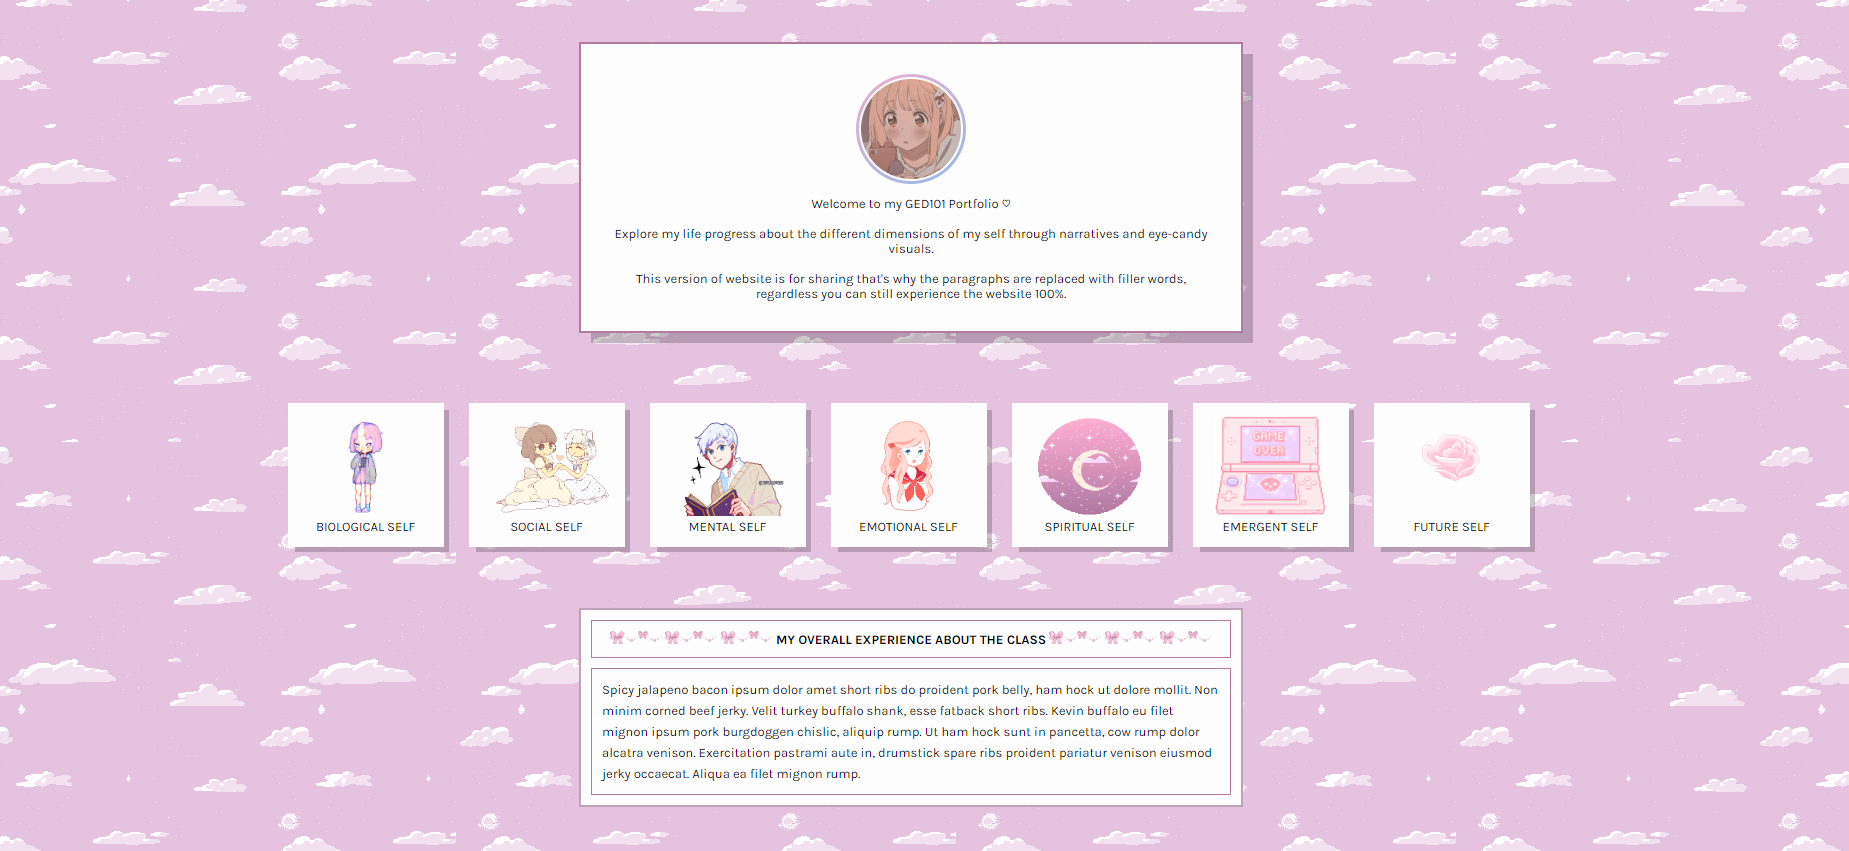 Welcome to my GED101 Portfolio ♡
Explore my life progress about the different dimensions of my self through narratives and eye-candy
visuals.
This version of website is for sharing that's why the paragraphs are replaced with filler words,
regardless you can still experience the website 100%.
GAME
OVER
BIOLOGICAL SELF
SOCIAL SELF
MENTAL SELF
EMOTIONAL SELF
SPIRITUAL SELF
EMERGENT SELF
FUTURE SELF
MY OVERALL EXPERIENCE ABOUT THE CLASS
Spicy jalapeno bacon ipsum dolor amet short ribs do proident pork belly, ham hock ut dolore mollit. Non
minim corned beef jerky. Velit turkey buffalo shank, esse fatback short ribs. Kevin buffalo eu filet
mignon ipsum pork burgdoggen chislic, aliquip rump. Ut ham hock sunt in pancetta, cow rump dolor
alcatra venison. Exercitation pastrami aute in, drumstick spare ribs proident pariatur venison eiusmod
jerky occaecat. Aliqua ea filet mignon rump.